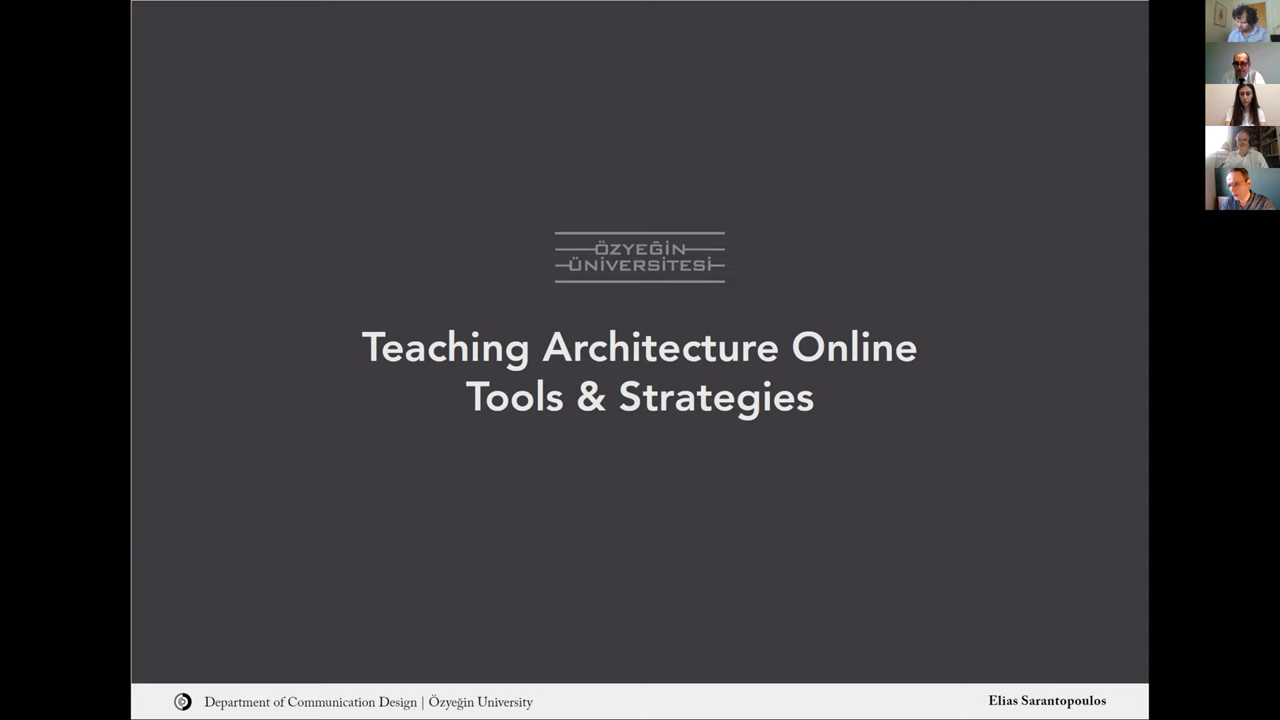 ÖZYEĞİN
ÜNİVERSİTESİ
Teaching Architecture Online
Tools & Strategies
Department of Communication Design | Özyeğin University
Elias Sarantopoulos